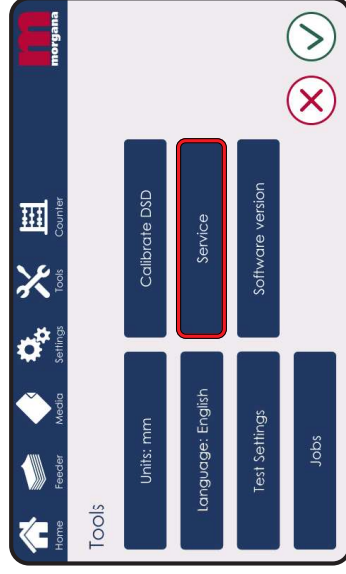 Home Feeder Media Settings Tools Counter
m
morgana
Tools
Units: mm Calibrate DSD
Language: English Service
Test Settings Software version
Jobs